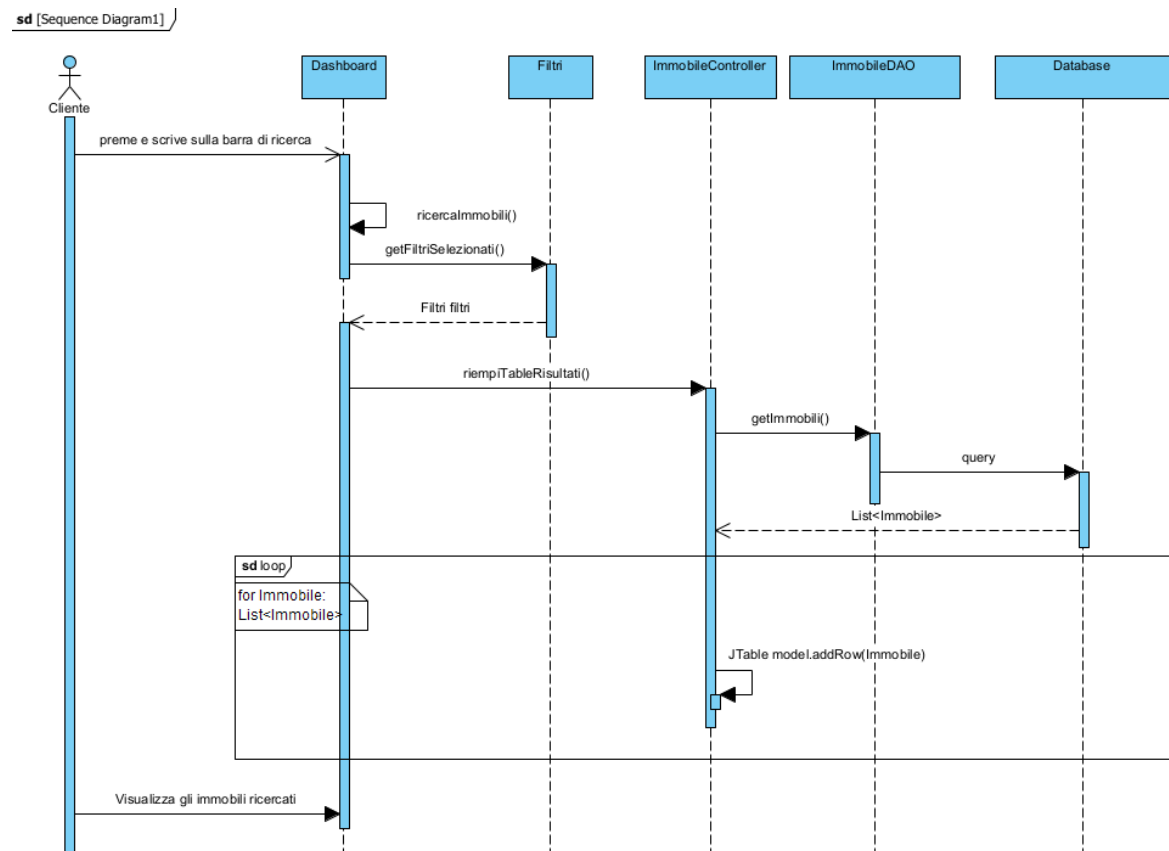 sd [Sequence Diagram1]
Dashboard
Filtri
ImmobileController
ImmobileDAO
Database
Cliente
preme e scrive sulla barra di ricerca
ricercaImmobili()
getFiltriSelezionati()
Filtri filtri
riempiTableRisultati()
getImmobili()
query
List<Immobile>
sd loop
for Immobile:
List<Immobile>
JTable model.addRow(Immobile)
Visualizza gli immobili ricercati